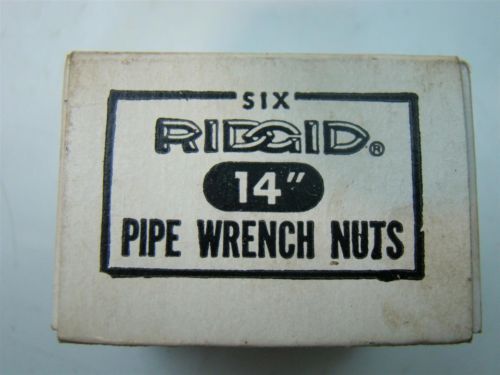 SIX
RIDGID®
14"
PIPE WRENCH NUTS